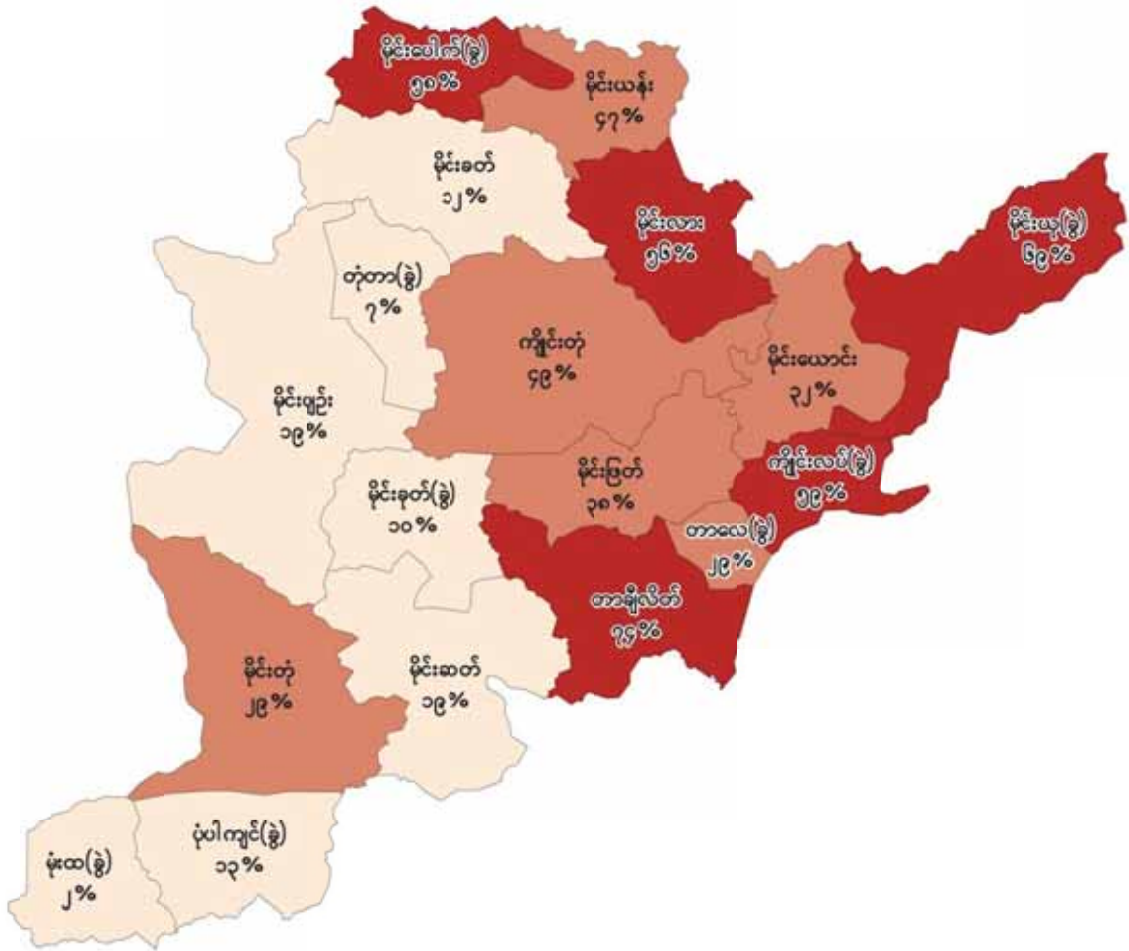 မိုင်းပေါက်(ခွဲ)
၅၈%
မိုင်းယန်း
၄၇%
မိုင်းခတ်
၁၂%
မိုင်းလား
၅၆%
မိုင်းယု(ခွဲ)
၆၉%
တုံတာ(ခွဲ)
၇%
ကျိုင်းတုံ
၄၉%
မိုင်းယောင်း
၃၂%
မိုင်းဖျဉ်း
၁၉%
မိုင်းခုတ်(ခွဲ)
၁၀%
မိုင်းဖြတ်
၃၈%
ကျိုင်းလပ်(ခွဲ)
၅၉%
တာလေ(ခွဲ)
၂၉%
တာချီလိတ်
၇၄%
မိုင်းတုံ
၂၉%
မိုင်းဆတ်
၁၉%
ပုံပါကျင်(ခွဲ)
၁၃%
မုံးထ(ခွဲ)
၂%